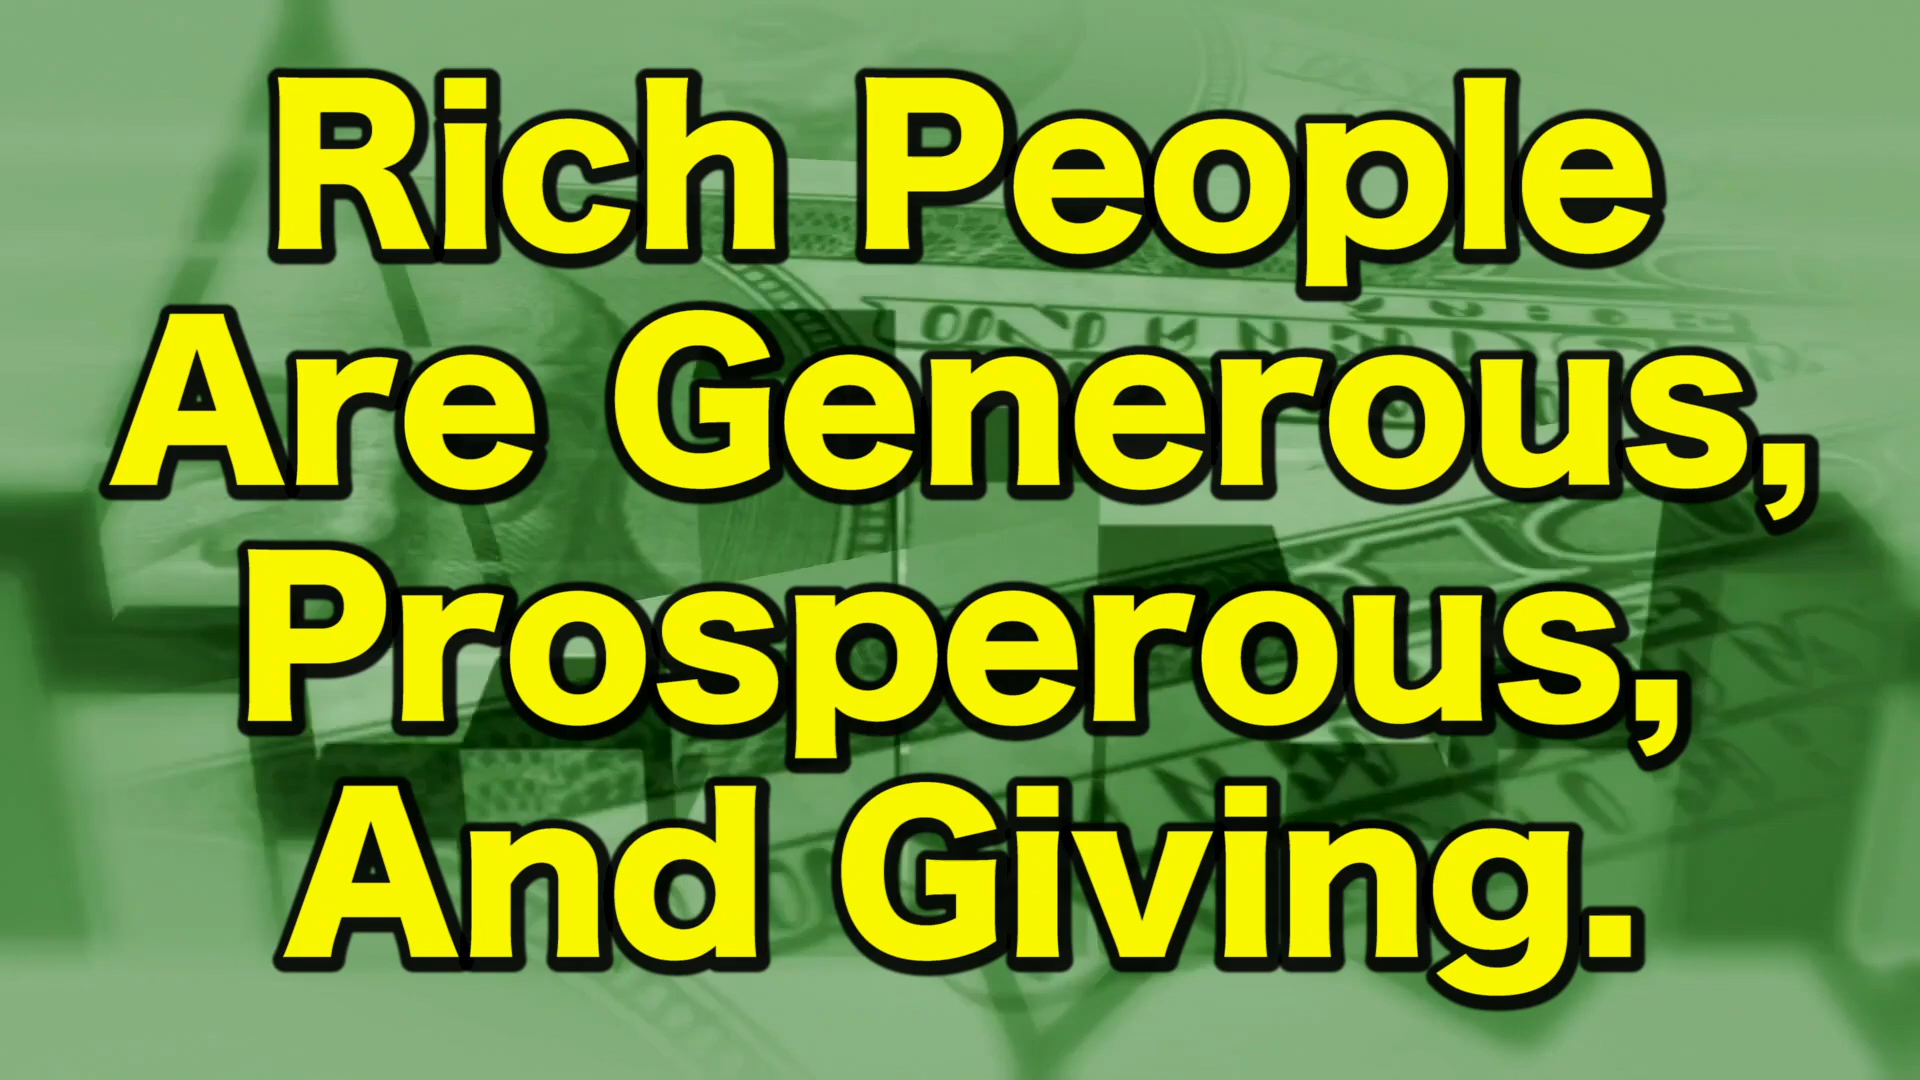 Rich People
Are Generous,
Prosperous,
And Giving.